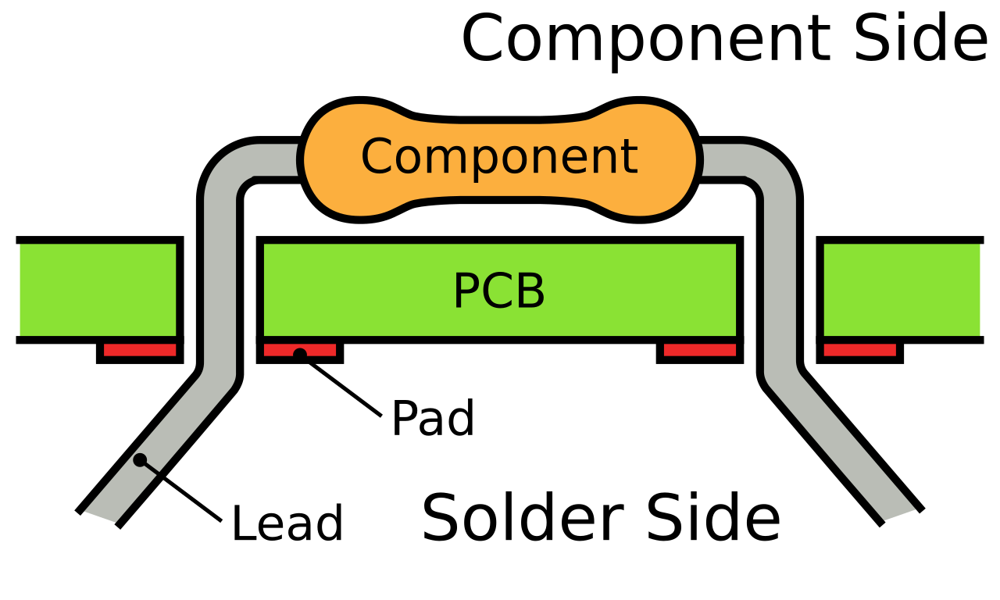 Component Side
Component
PCB
Pad
Lead
Solder Side